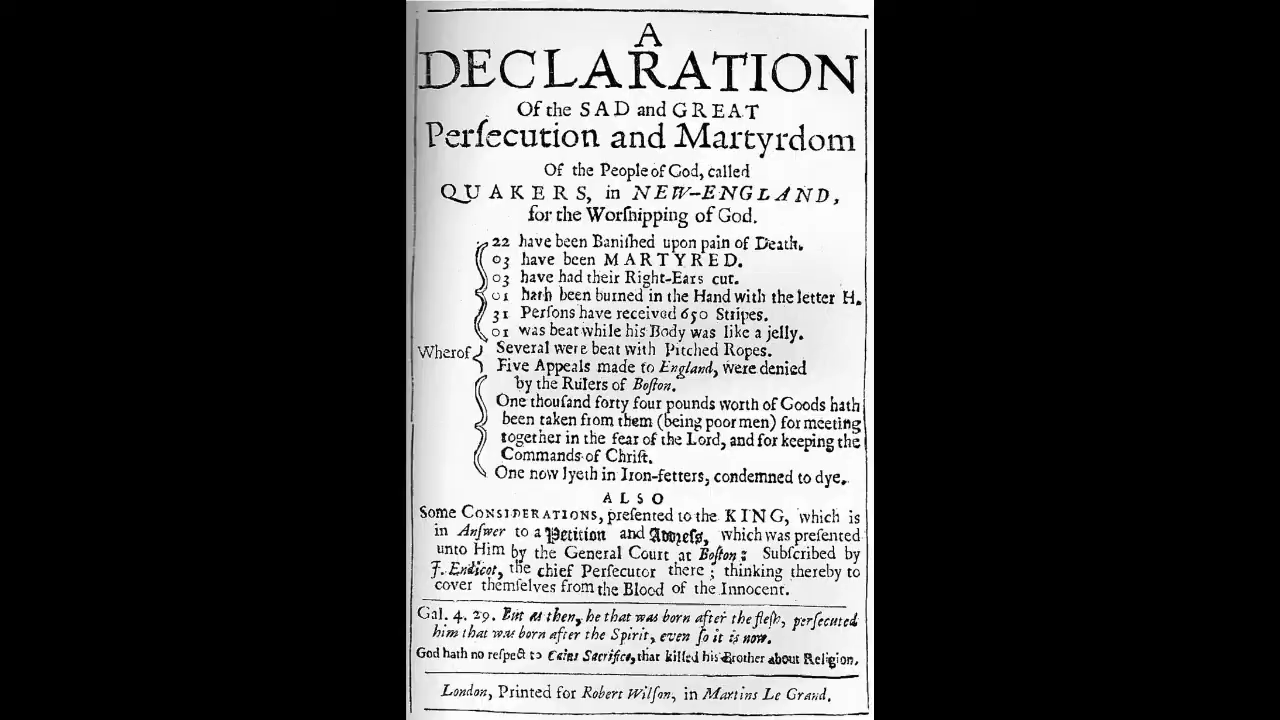 A
DECLARATION
Of the SAD and GREAT
Perſecution and Martyrdom
Of the People of God, called
QUAKERS, in NEW-ENGLAND,
for the Worſhipping of God.
22 have been Baniſhed upon pain of Death.
03 have been MARTYRED.
03 have had their Right-Ears cut.
01 hath been burned in the Hand with the letter H.
31 Perſons have received 650 Stripes.
01 was beat while his Body was like a jelly.
Wherof Several were beat with Pitched Ropes.
Five Appeals made to England, were denied
by the Rulers of Boſton.
One thouſand forty four pounds worth of Goods hath
been taken from them (being poor men) for meeting
together in the fear of the Lord, and for keeping the
Commands of Chriſt.
One now lyeth in Iron-fetters, condemned to dye.
ALSO
Some CONSIDERATIONS, preſented to the KING, which is
in Anſwer to a Petition and Addreſs, which was preſented
unto Him by the General Court at Boſton: Subſcribed by
J. Endicot, the chief Perſecutor there; thinking thereby to
cover themſelves from the Blood of the Innocent.
Gal. 4. 29. But as then, he that was born after the fleſh, perſecuted
him that was born after the Spirit, even ſo it is now.
God hath no reſpect to Cains Sacrifice, that killed his Brother about Religion.
London, Printed for Robert Wilſon, in Martins Le Grand.